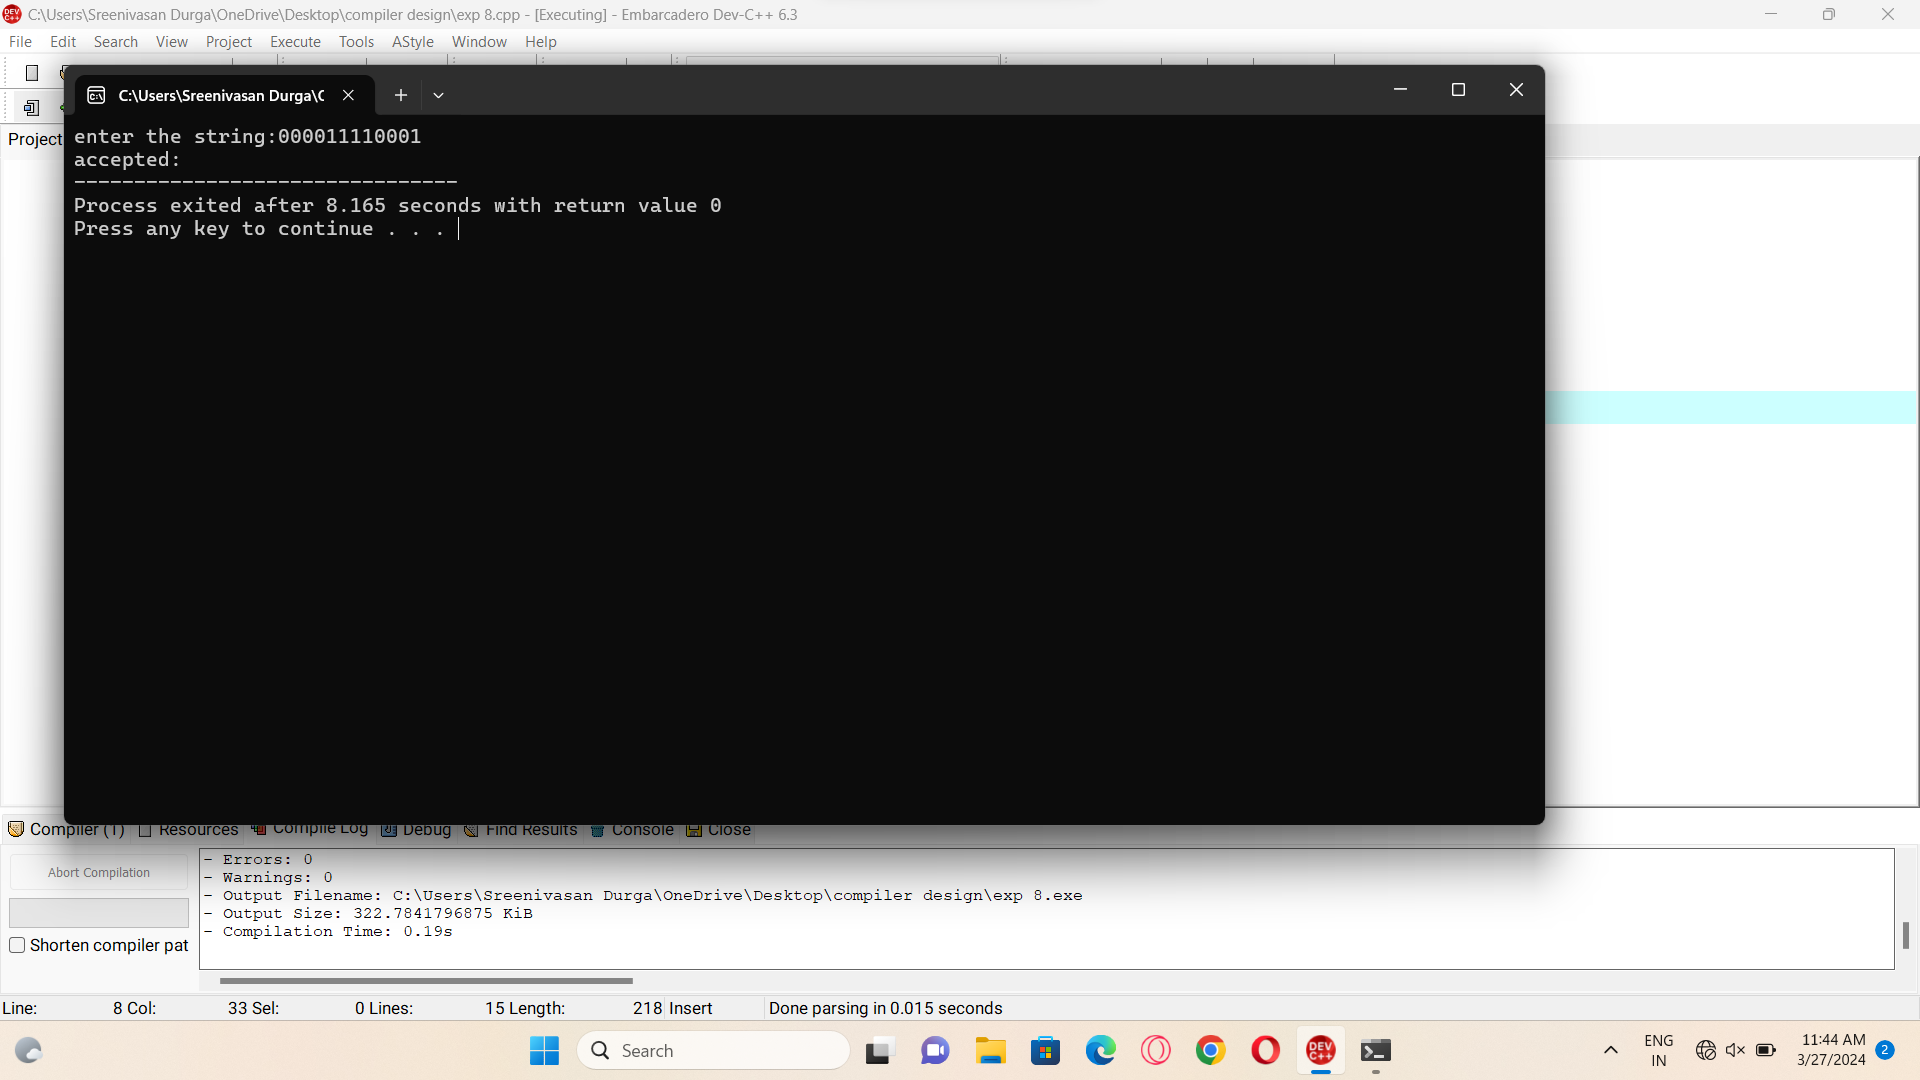 C:\Users\Sreenivasan Durga\OneDrive\Desktop\compiler design\exp 8.cpp - [Executing] - Embarcadero Dev-C++ 6.3
File Edit Search View Project Execute Tools AStyle Window Help
C:\Users\Sreenivasan Durga\
Project
enter the string:000011110001
accepted:
--------------------------------
Process exited after 8.165 seconds with return value 0
Press any key to continue . . .
Compiler (1) Resources Compile Log Debug Find Results Console Close
Abort Compilation
Shorten compiler pat
- Errors: 0
- Warnings: 0
- Output Filename: C:\Users\Sreenivasan Durga\OneDrive\Desktop\compiler design\exp 8.exe
- Output Size: 322.7841796875 KiB
- Compilation Time: 0.19s
Line: 8 Col: 33 Sel: 0 Lines: 15 Length: 218 Insert Done parsing in 0.015 seconds
Search
DEV C++
ENG
IN
11:44 AM
3/27/2024
2